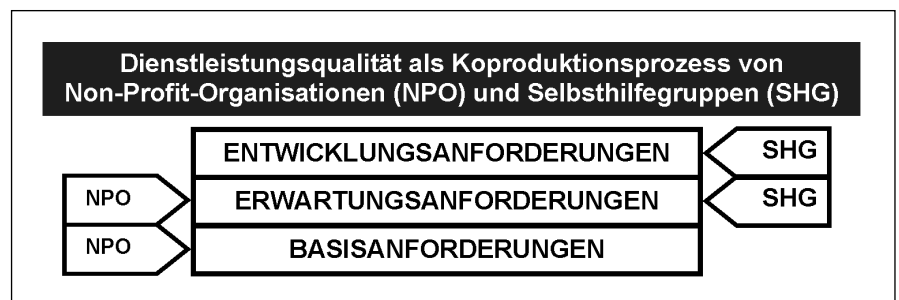 Dienstleistungsqualität als Koproduktionsprozess von
Non-Profit-Organisationen (NPO) und Selbsthilfegruppen (SHG)
ENTWICKLUNGSANFORDERUNGEN SHG
NPO ERWARTUNGSANFORDERUNGEN SHG
NPO BASISANFORDERUNGEN